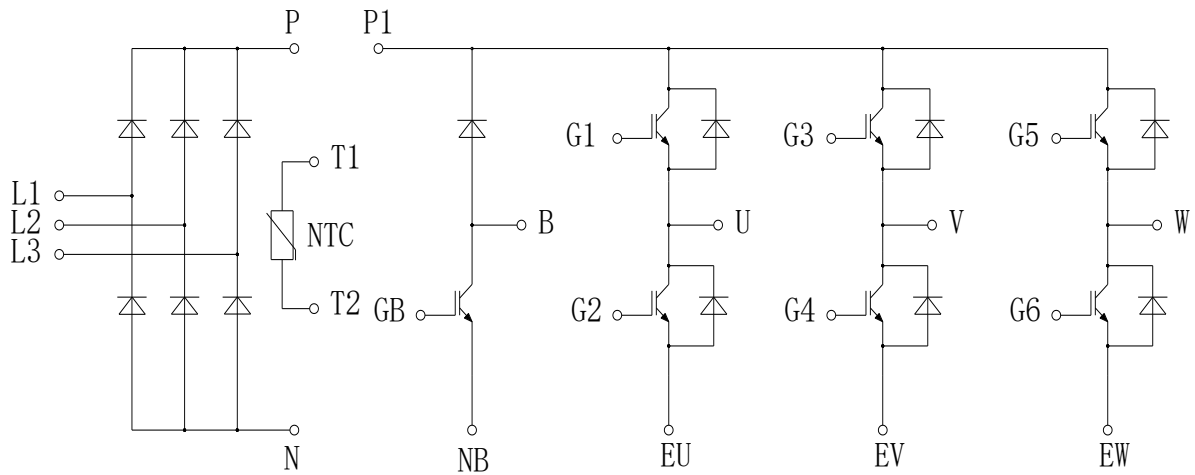 P P1
T1
G1 G3 G5
L1
L2
L3
NTC
B U V W
T2
GB G2 G4 G6
N NB EU EV EW